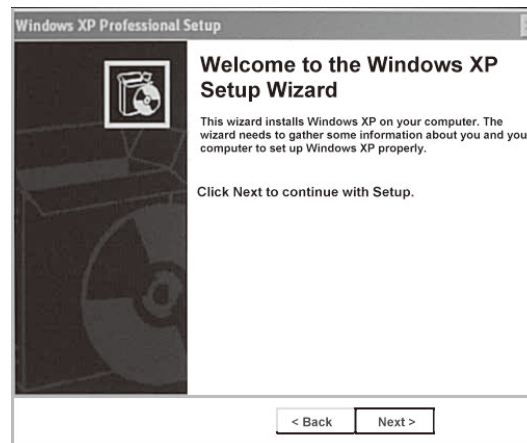 Windows XP Professional Setup
Welcome to the Windows XP
Setup Wizard
This wizard installs Windows XP on your computer. The
wizard needs to gather some information about you and you
computer to set up Windows XP properly.
Click Next to continue with Setup.
< Back
Next >